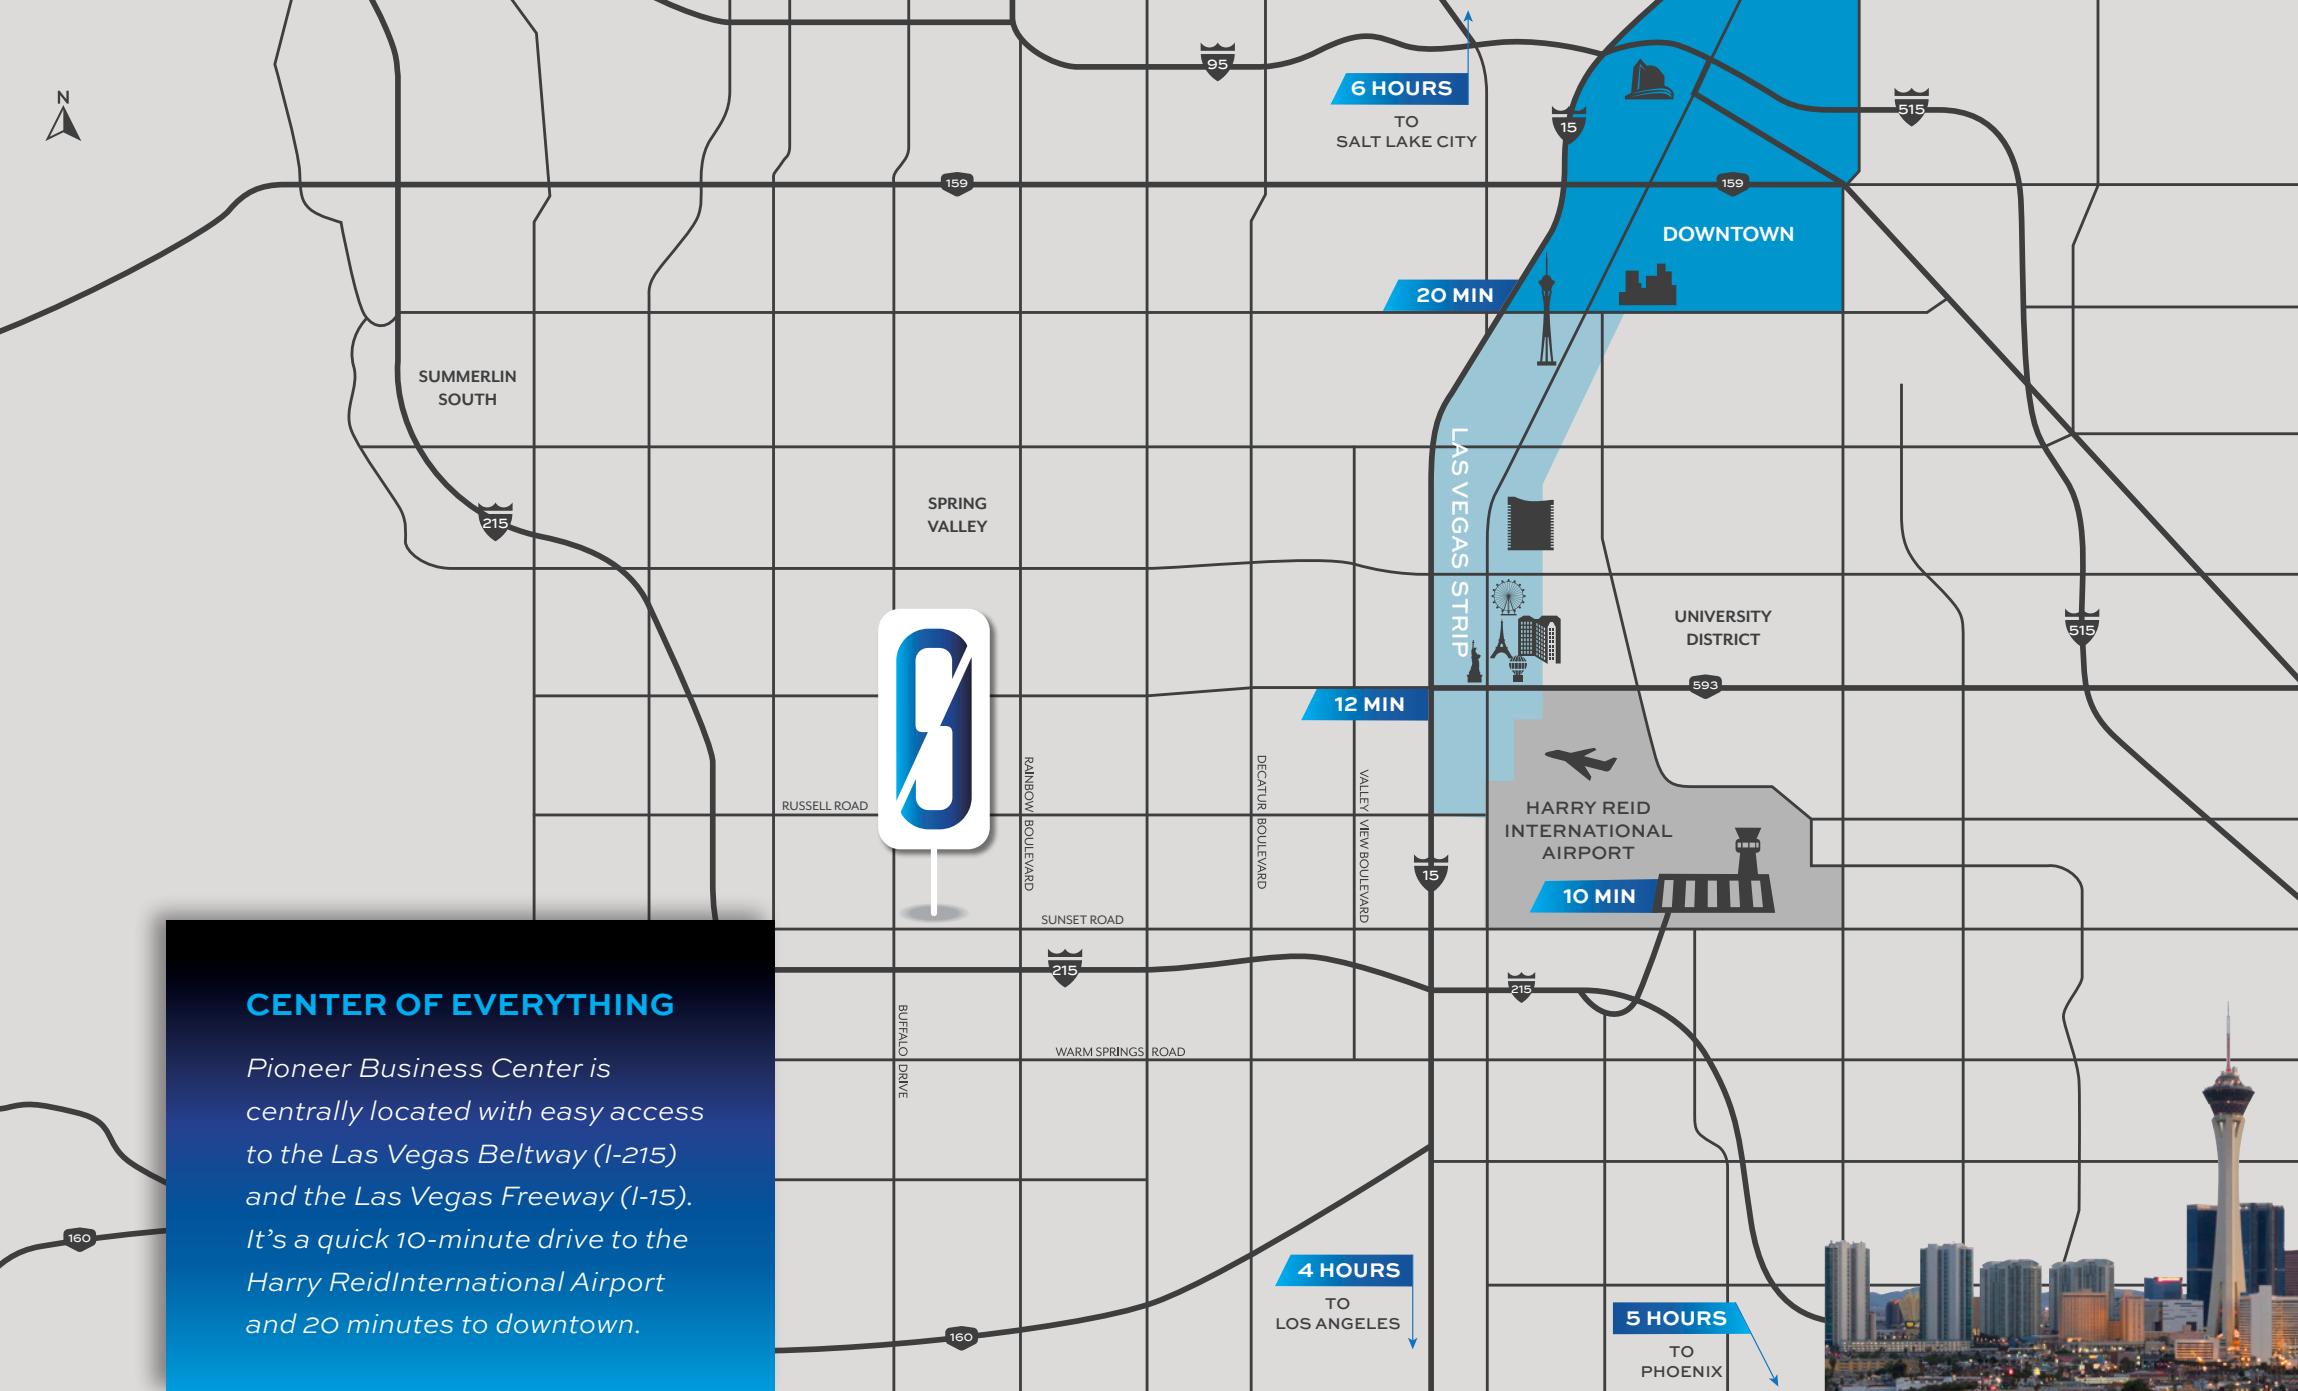 N
95
6 HOURS
TO
SALT LAKE CITY
15
515
159
159
DOWNTOWN
20 MIN
SUMMERLIN
SOUTH
LAS VEGAS STRIP
SPRING
VALLEY
215
UNIVERSITY
DISTRICT
515
593
12 MIN
RUSSELL ROAD
RAINBOW BOULEVARD
DECATUR BOULEVARD
VALLEY VIEW BOULEVARD
HARRY REID
INTERNATIONAL
AIRPORT
15
10 MIN
SUNSET ROAD
215
215
BUFFALO DRIVE
WARM SPRINGS ROAD
CENTER OF EVERYTHING
Pioneer Business Center is
centrally located with easy access
to the Las Vegas Beltway (I-215)
and the Las Vegas Freeway (I-15).
It's a quick 10-minute drive to the
Harry ReidInternational Airport
and 20 minutes to downtown.
160
160
4 HOURS
TO
LOS ANGELES
5 HOURS
TO
PHOENIX